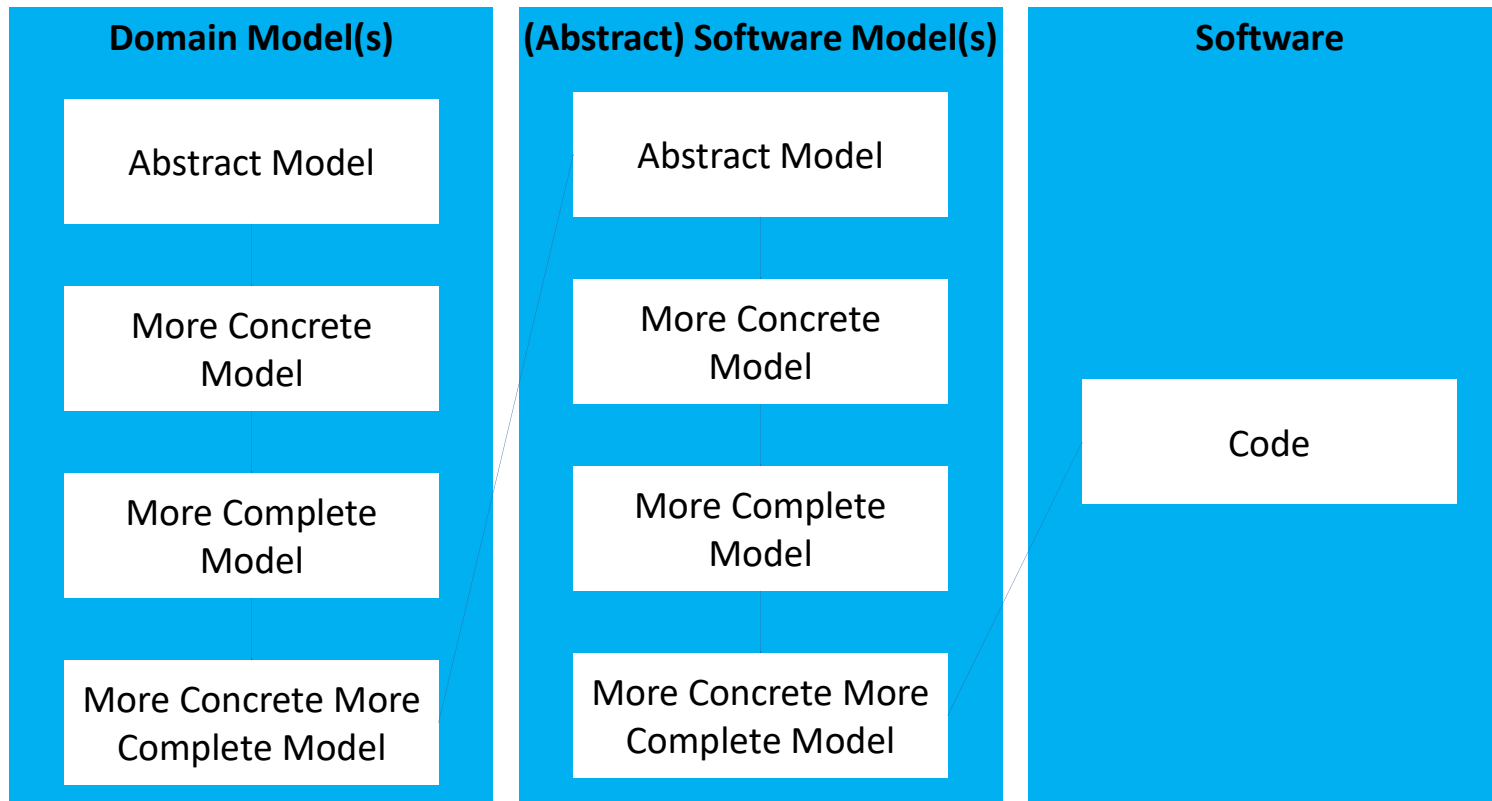 Domain Model(s)
Abstract Model
More Concrete
Model
More Complete
Model
More Concrete More
Complete Model
(Abstract) Software Model(s)
Abstract Model
More Concrete
Model
More Complete
Model
More Concrete More
Complete Model
Software
Code